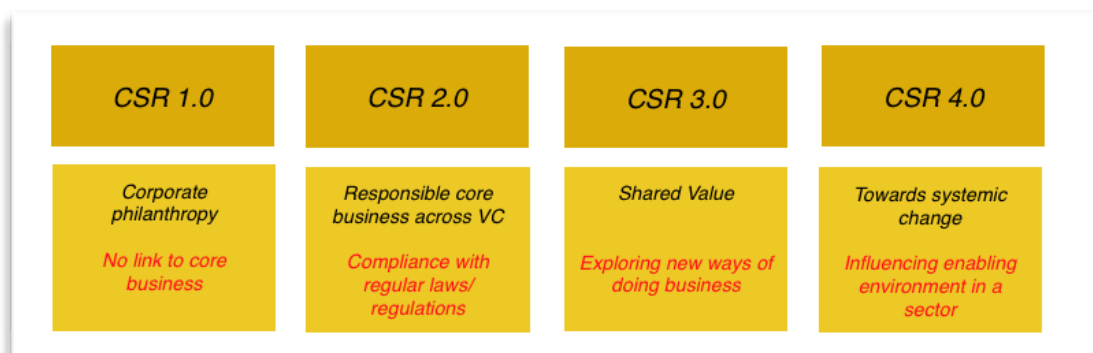 CSR 1.0
CSR 2.0
CSR 3.0
CSR 4.0
Corporate
philanthropy
No link to core
business
Responsible core
business across VC
Compliance with
regular laws/
regulations
Shared Value
Exploring new ways of
doing business
Towards systemic
change
Influencing enabling
environment in a
sector